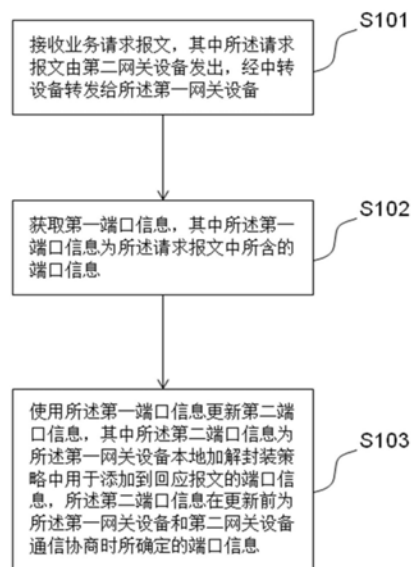 S101
接收业务请求报文，其中所述请求
报文由第二网关设备发出，经中转
设备转发给所述第一网关设备
S102
获取第一端口信息，其中所述第一
端口信息为所述请求报文中所含的
端口信息
S103
使用所述第一端口信息更新第二端
口信息，其中所述第二端口信息为
所述第一网关设备本地加解封装策
略中用于添加到回应报文的端口信
息，所述第二端口信息在更新前为
所述第一网关设备和第二网关设备
通信协商时所确定的端口信息